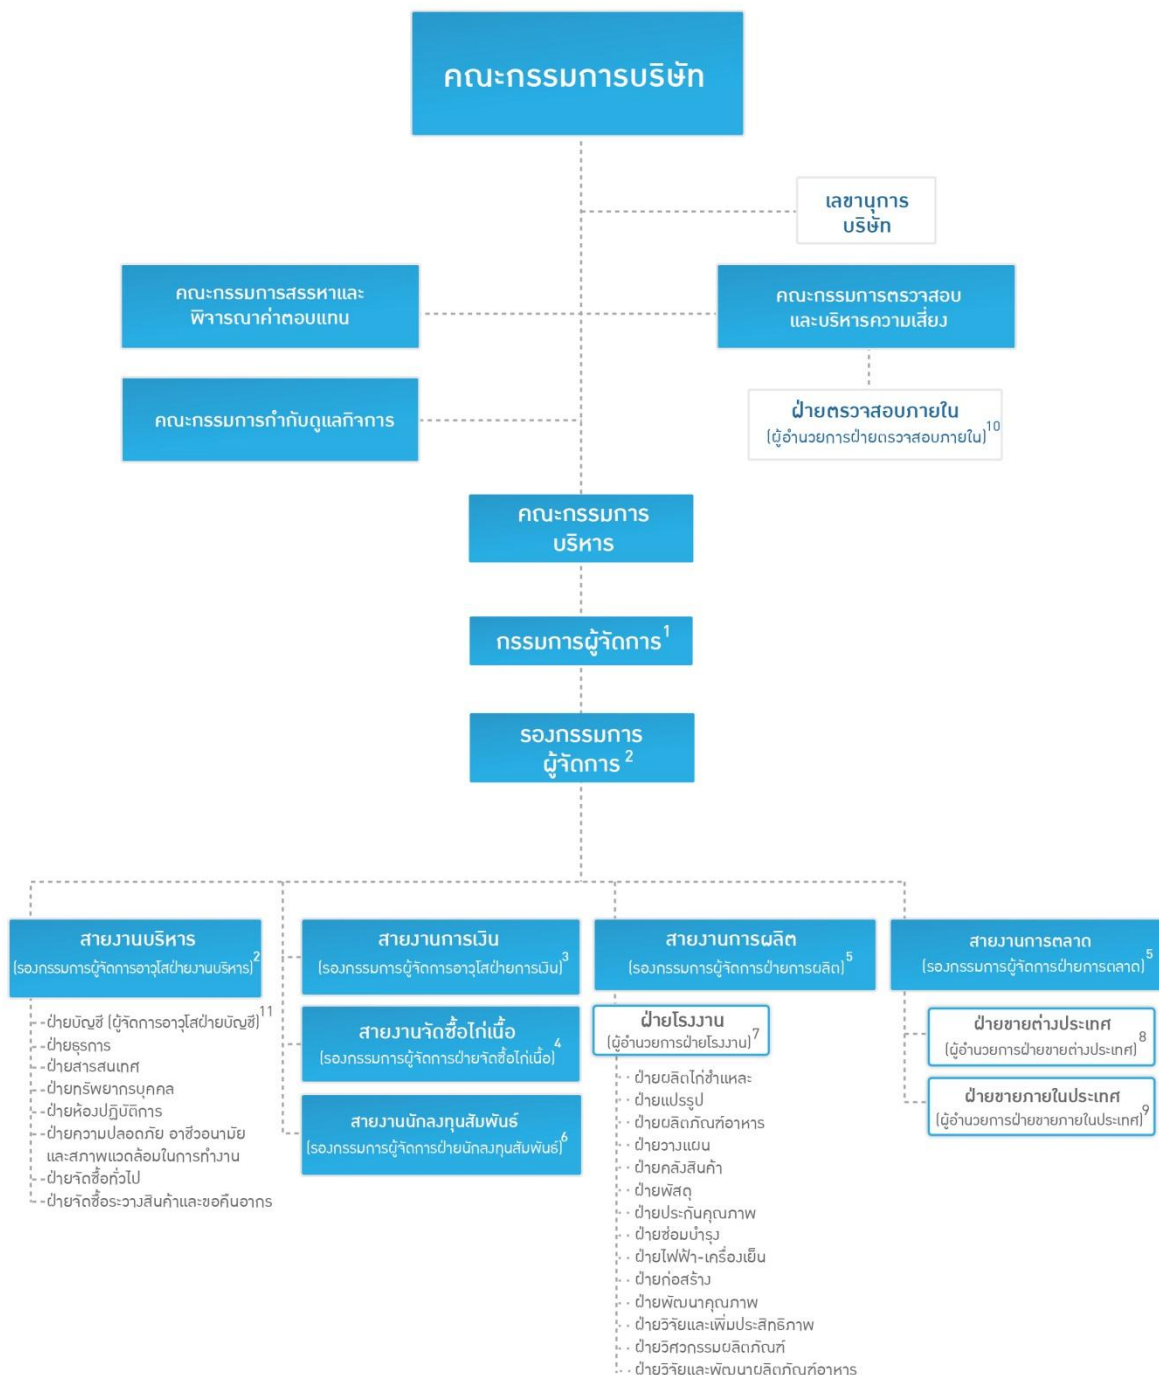 คณะกรรมการบริษัท
เลขานุการ
บริษัท
คณะกรรมการสรรหาและ
พิจารณาค่าตอบแทน
คณะกรรมการตรวจสอบ
และบริหารความเสี่ยง
คณะกรรมการกำกับดูแลกิจการ
ฝ่ายตรวจสอบภายใน
(ผู้อำนวยการฝ่ายตรวจสอบภายใน)10
คณะกรรมการ
บริหาร
กรรมการผู้จัดการ1
รองกรรมการ
ผู้จัดการ2
สายงานบริหาร
(รองกรรมการผู้จัดการอาวุโสฝ่ายงานบริหาร)2
ฝ่ายบัญชี (ผู้จัดการอาวุโสฝ่ายบัญชี)11
ฝ่ายธุรการ
ฝ่ายสารสนเทศ
ฝ่ายทรัพยากรบุคคล
ฝ่ายห้องปฏิบัติการ
ฝ่ายความปลอดภัย อาชีวอนามัย
และสภาพแวดล้อมในการทำงาน
ฝ่ายจัดซื้อทั่วไป
ฝ่ายจัดซื้อระวางสินค้าและขอคืนอากร
สายงานการเงิน
(รองกรรมการผู้จัดการอาวุโสฝ่ายการเงิน)3
สายงานจัดซื้อไก่เนื้อ
(รองกรรมการผู้จัดการฝ่ายจัดซื้อไก่เนื้อ)4
สายงานนักลงทุนสัมพันธ์
(รองกรรมการผู้จัดการฝ่ายนักลงทุนสัมพันธ์)6
สายงานการผลิต
(รองกรรมการผู้จัดการฝ่ายการผลิต)5
ฝ่ายโรงงาน
(ผู้อำนวยการฝ่ายโรงงาน)7
ฝ่ายผลิตไก่ชำแหละ
ฝ่ายแปรรูป
ฝ่ายผลิตภัณฑ์อาหาร
ฝ่ายวางแผน
ฝ่ายคลังสินค้า
ฝ่ายพัสดุ
ฝ่ายประกันคุณภาพ
ฝ่ายซ่อมบำรุง
ฝ่ายไฟฟ้า-เครื่องเย็น
ฝ่ายก่อสร้าง
ฝ่ายพัฒนาคุณภาพ
ฝ่ายวิจัยและเพิ่มประสิทธิภาพ
ฝ่ายวิศวกรรมผลิตภัณฑ์
ฝ่ายวิจัยและพัฒนาผลิตภัณฑ์อาหาร
สายงานการตลาด
(รองกรรมการผู้จัดการฝ่ายการตลาด)5
ฝ่ายขายต่างประเทศ
(ผู้อำนวยการฝ่ายขายต่างประเทศ)8
ฝ่ายขายภายในประเทศ
(ผู้อำนวยการฝ่ายขายภายในประเทศ)9